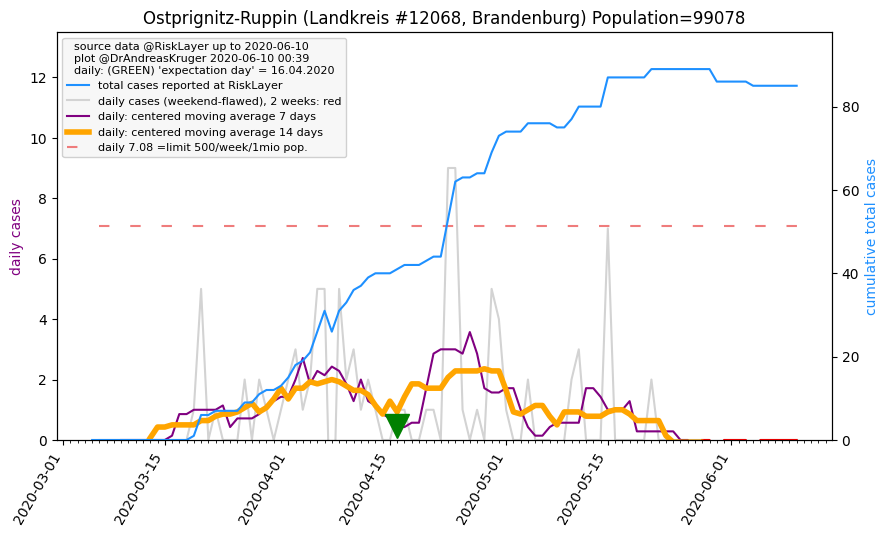 Ostprignitz-Ruppin (Landkreis #12068, Brandenburg) Population=99078
source data @RiskLayer up to 2020-06-10
plot @DrAndreasKruger 2020-06-10 00:39
daily: (GREEN) 'expectation day' = 16.04.2020
total cases reported at RiskLayer
daily cases (weekend-flawed), 2 weeks: red
daily: centered moving average 7 days
daily: centered moving average 14 days
daily 7.08 =limit 500/week/1mio pop.
daily cases
12
10
8
6
4
2
0
cumulative total cases
80
60
40
20
0
2020-03-01
2020-03-15
2020-04-01
2020-04-15
2020-05-01
2020-05-15
2020-06-01